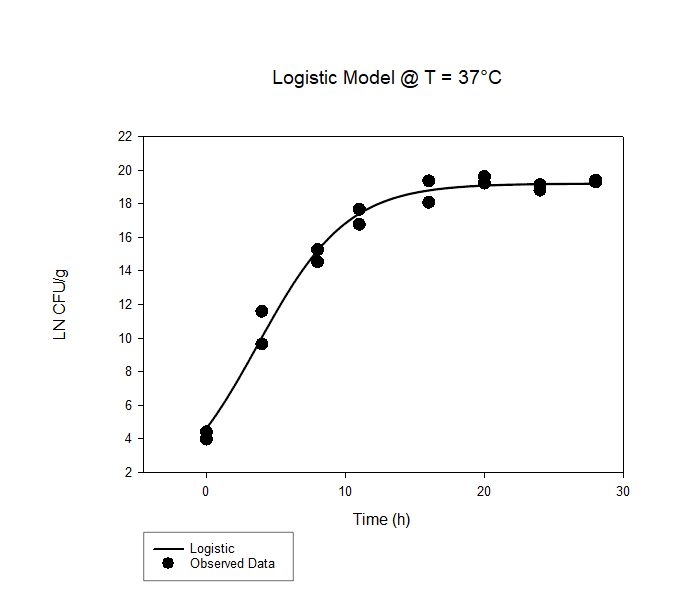 Logistic Model @ T = 37°C
22
20
18
16
14
12
10
8
6
4
2
LN CFU/g
0 10 20 30
Time (h)
Logistic
Observed Data